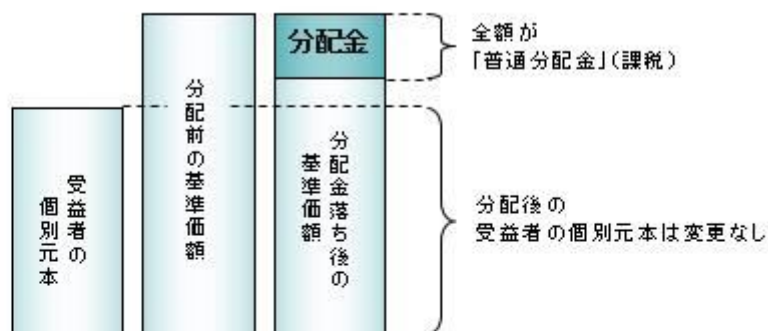 受益者の
個別元本
分配前の基準価額
分配金
分配金落ち後の
基準価額
全額が
「普通分配金」(課税)
分配後の
受益者の個別元本は変更なし